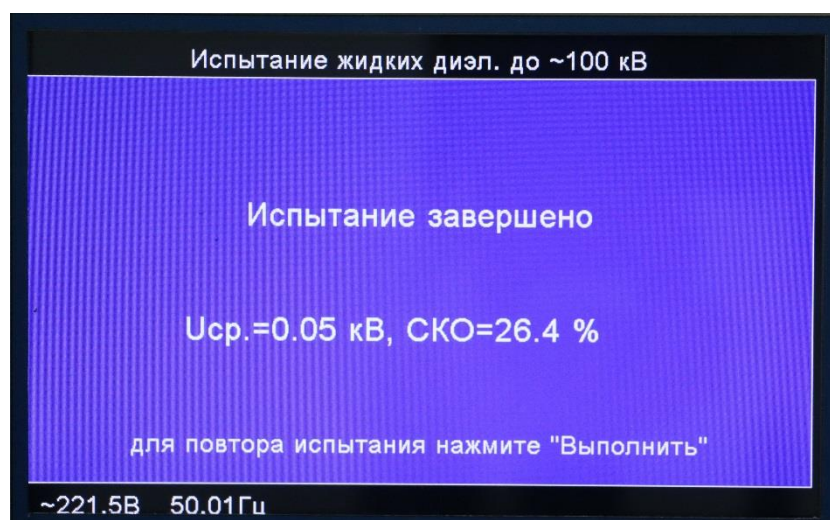 Испытание жидких диэл. до ~100 кВ
Испытание завершено
Uср.=0.05 кВ, СКО=26.4 %
для повтора испытания нажмите "Выполнить"
~221.5В 50.01Гц